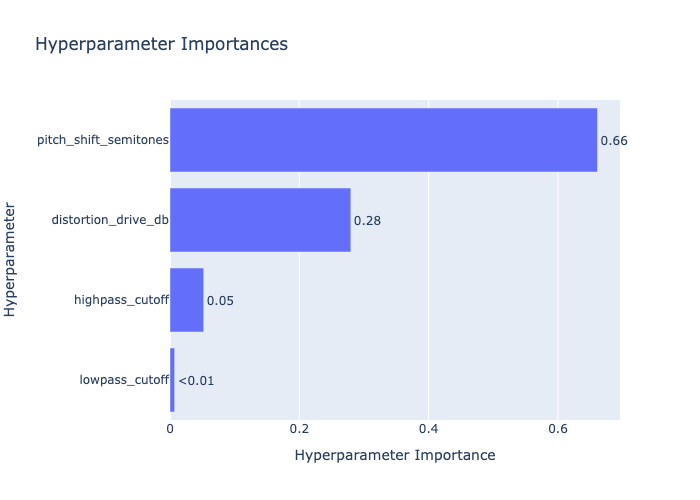 Hyperparameter Importances
Hyperparameter
pitch_shift_semitones
0.66
distortion_drive_db
0.28
highpass_cutoff
0.05
lowpass_cutoff
<0.01
0 0.2 0.4 0.6
Hyperparameter Importance